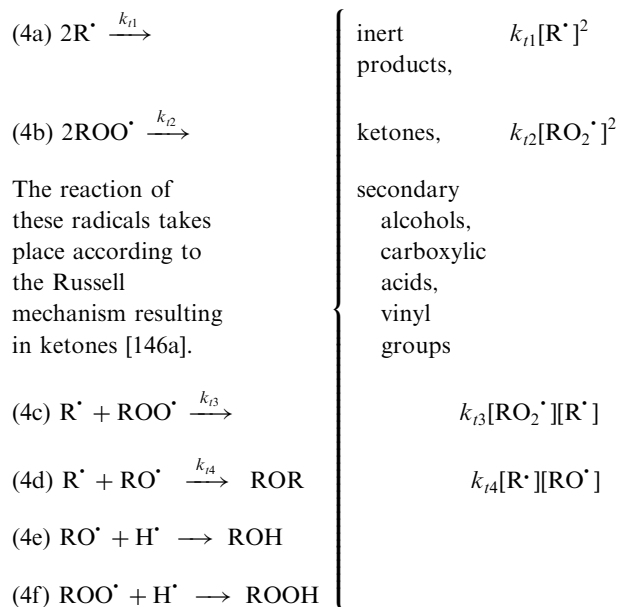 (4a) 2R• —kt1→ inert kt1[R•]²
products,
(4b) 2ROO• —kt2→ ketones, kt2[RO2•]²
The reaction of secondary
these radicals takes alcohols,
place according to carboxylic
the Russell acids,
mechanism resulting vinyl
in ketones [146a]. groups
(4c) R• + ROO• —kt3→ kt3[RO2•][R•]
(4d) R• + RO• —kt4→ ROR kt4[R•][RO•]
(4e) RO• + H• → ROH
(4f) ROO• + H• → ROOH